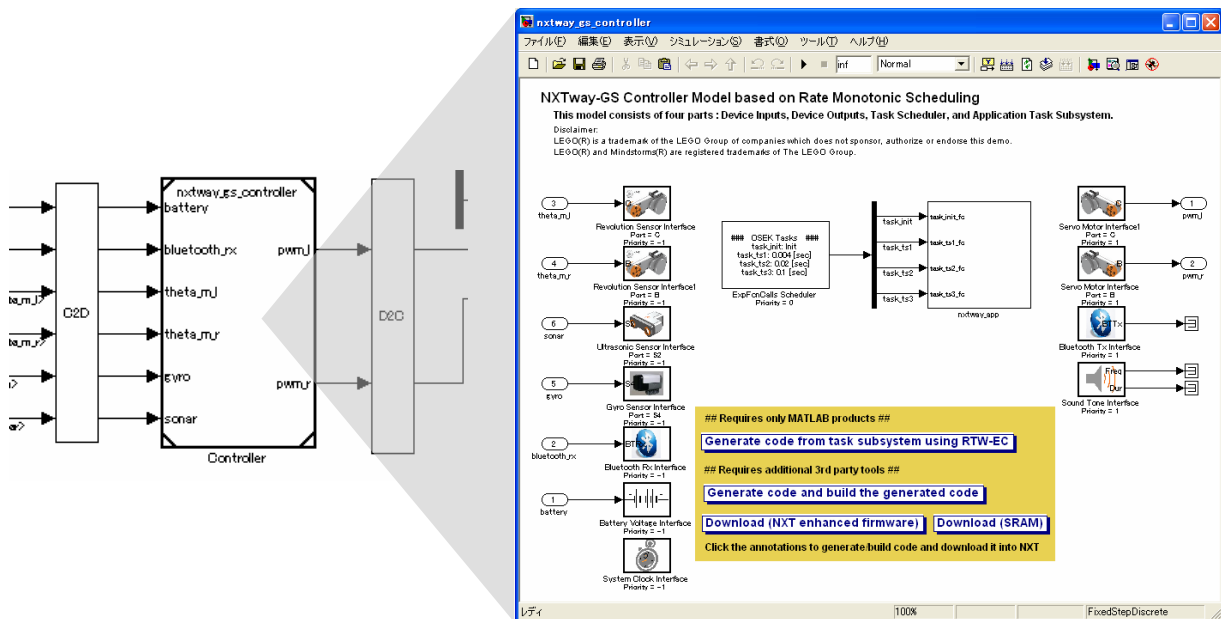 nxtway_gs_controller
battery
bluetooth_rx
theta_m_l
theta_m_r
gyro
sonar
pwm_l
pwm_r
Controller
C2D
D2C
ta_m_l>
a_m_r>
nxtway_gs_controller
ファイル(F) 編集(E) 表示(V) シミュレーション(S) 書式(O) ツール(T) ヘルプ(H)
inf
Normal
NXTway-GS Controller Model based on Rate Monotonic Scheduling
This model consists of four parts : Device Inputs, Device Outputs, Task Scheduler, and Application Task Subsystem.
Disclaimer:
LEGO(R) is a trademark of the LEGO Group of companies which does not sponsor, authorize or endorse this demo.
LEGO(R) and Mindstorms(R) are registered trademarks of The LEGO Group.
3
theta_m_l
C
Revolution Sensor Interface
Port = C
Priority = -1
4
theta_m_r
B
Revolution Sensor Interface1
Port = B
Priority = -1
6
sonar
Ultrasonic Sensor Interface
Port = S2
Priority = -1
5
gyro
S4
Gyro Sensor Interface
Port = S4
Priority = -1
2
bluetooth_rx
Bluetooth Rx Interface
Priority = -1
1
battery
Battery Voltage Interface
Priority = -1
System Clock Interface
Priority = -1
### OSEK Tasks ###
task_init: Init
task_ts1: 0.004 [sec]
task_ts2: 0.02 [sec]
task_ts3: 0.1 [sec]
ExpFcnCalls Scheduler
Priority = 0
task_init
task_ts1
task_ts2
task_ts3
task_init_fc
task_ts1_fc
task_ts2_fc
task_ts3_fc
nxtway_app
C
1
pwm_l
Servo Motor Interface1
Port = C
Priority = 1
B
2
pwm_r
Servo Motor Interface
Port = B
Priority = 1
BTTx
Bluetooth Tx Interface
Priority = 1
Freq
Dur
Sound Tone Interface
Priority = 1
## Requires only MATLAB products ##
Generate code from task subsystem using RTW-EC
## Requires additional 3rd party tools ##
Generate code and build the generated code
Download (NXT enhanced firmware)
Download (SRAM)
Click the annotations to generate/build code and download it into NXT
レディ
100%
FixedStepDiscrete